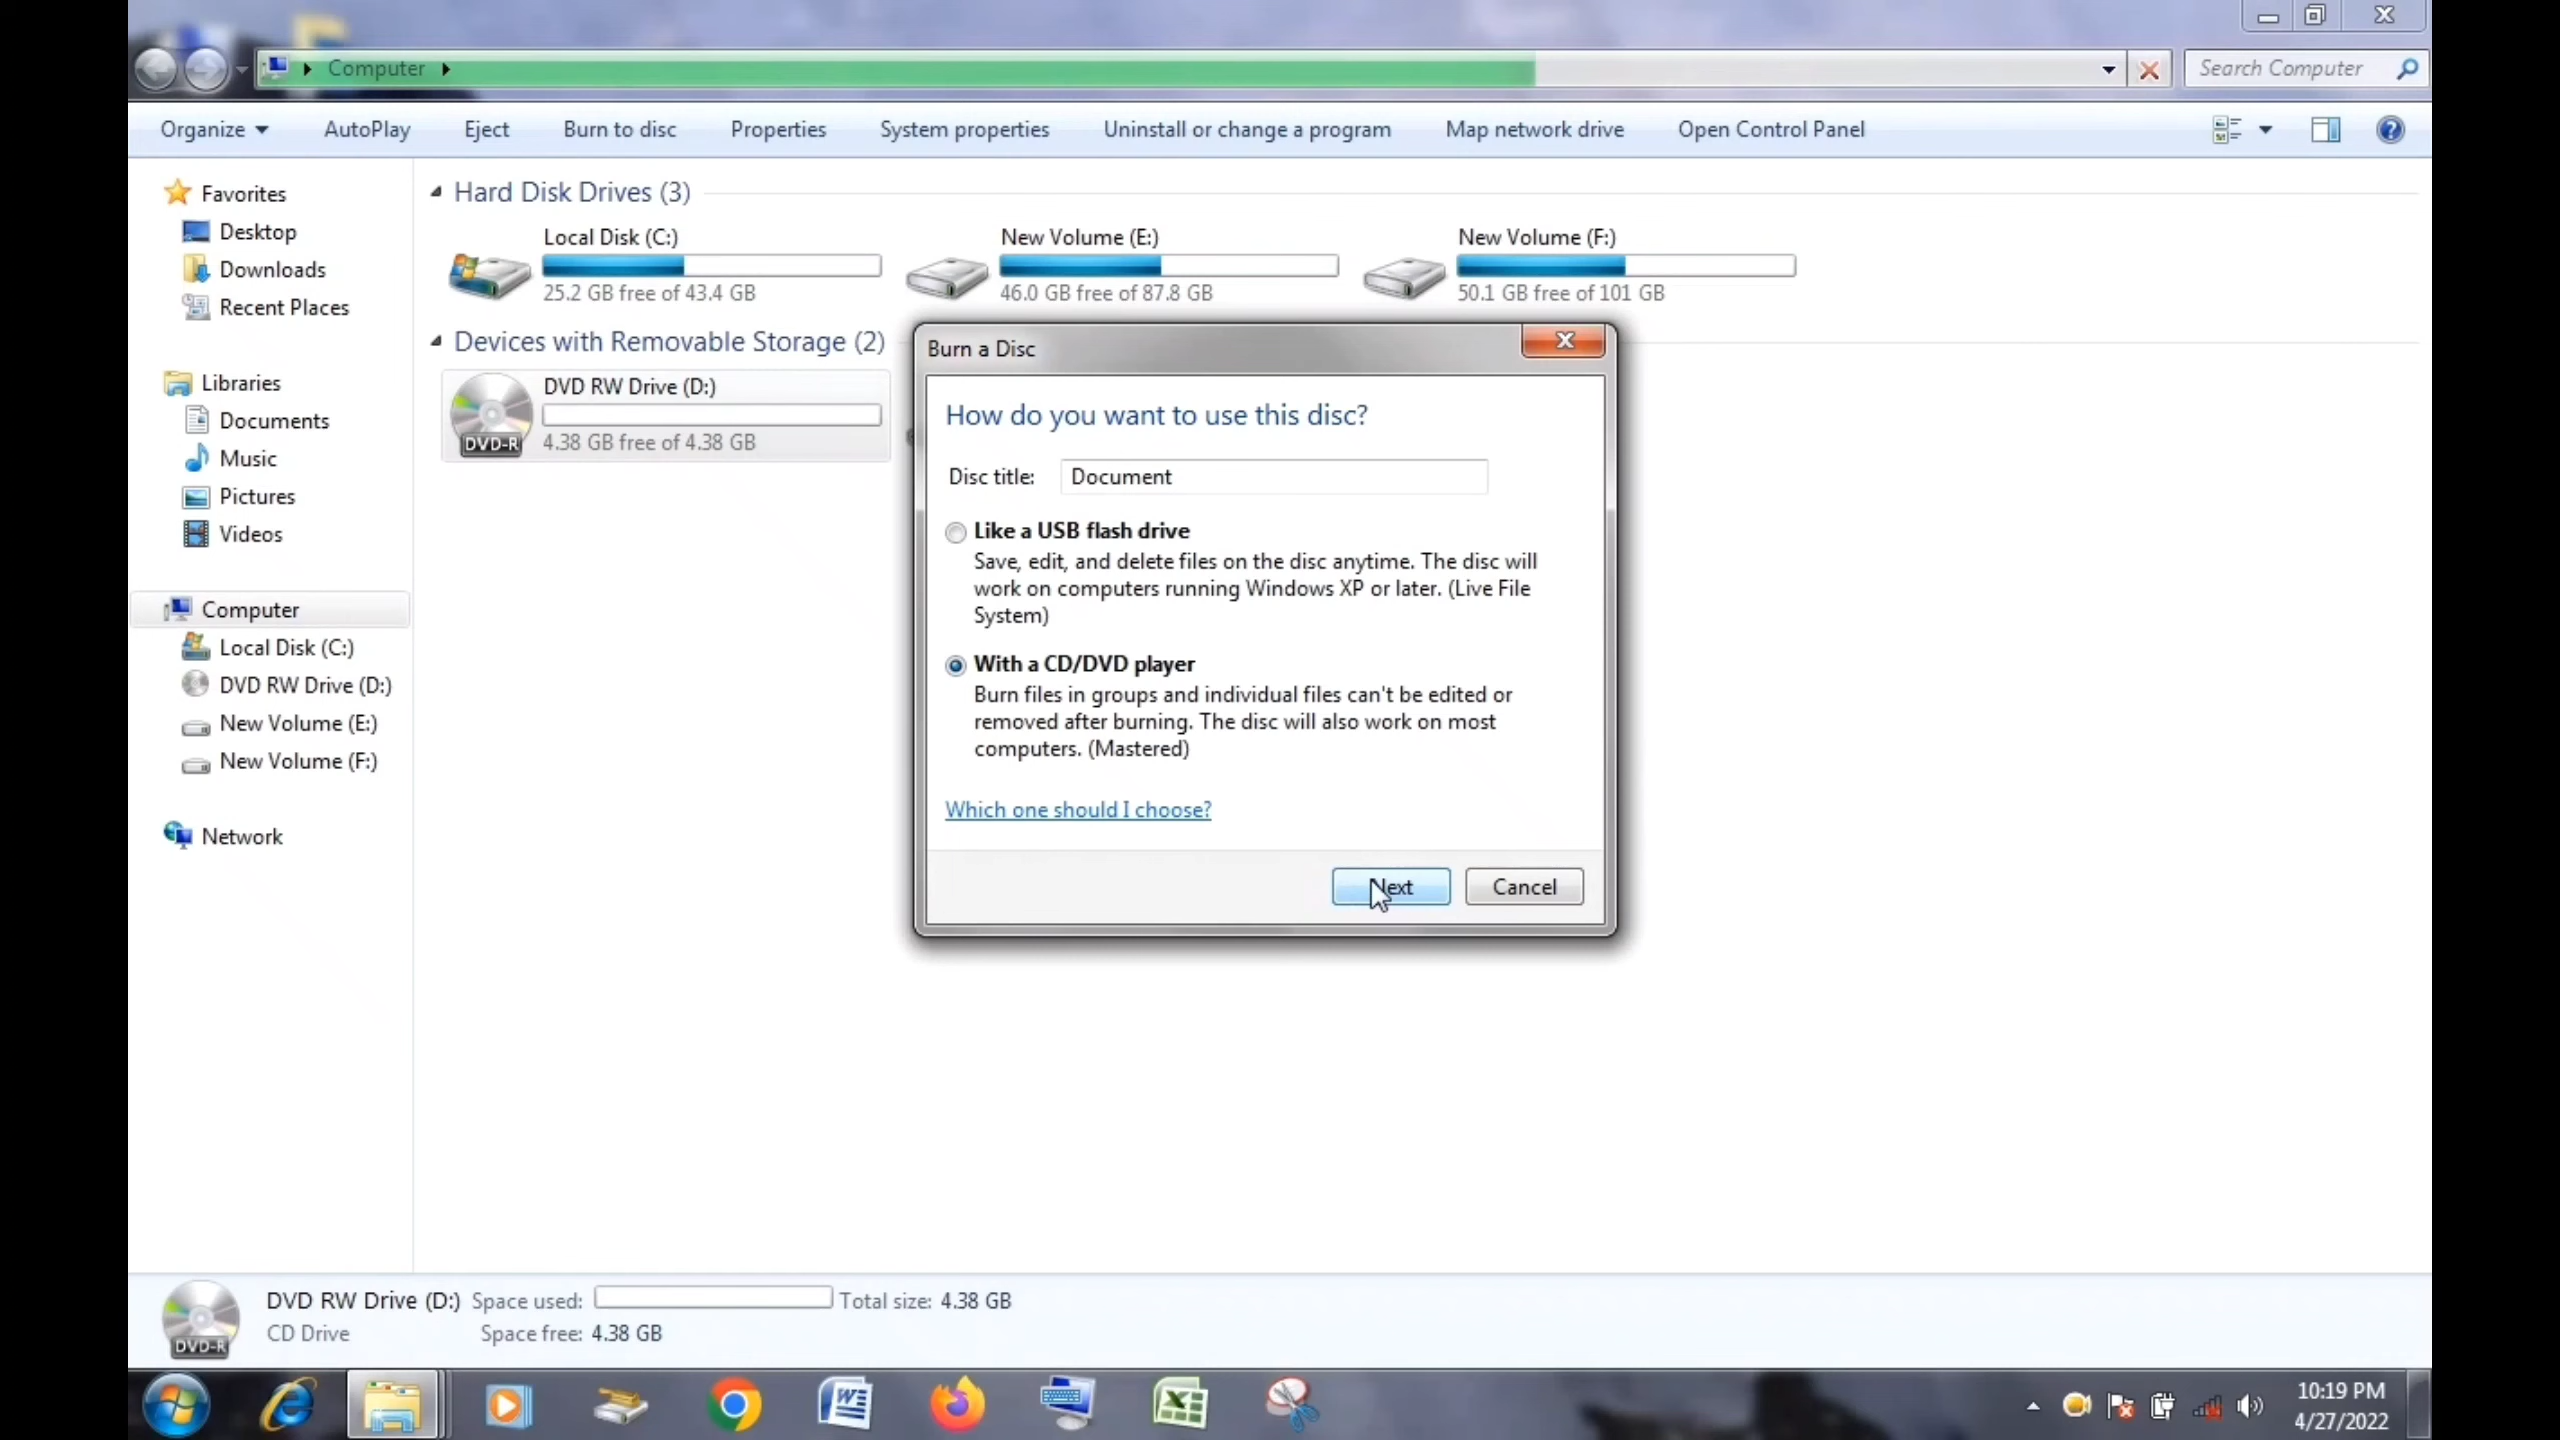 Computer
Search Computer
Organize AutoPlay Eject Burn to disc Properties System properties Uninstall or change a program Map network drive Open Control Panel
Favorites
Desktop
Downloads
Recent Places
Libraries
Documents
Music
Pictures
Videos
Computer
Local Disk (C:)
DVD RW Drive (D:)
New Volume (E:)
New Volume (F:)
Network
Hard Disk Drives (3)
Local Disk (C:)
25.2 GB free of 43.4 GB
New Volume (E:)
46.0 GB free of 87.8 GB
New Volume (F:)
50.1 GB free of 101 GB
Devices with Removable Storage (2)
DVD RW Drive (D:)
DVD-R
4.38 GB free of 4.38 GB
Burn a Disc
How do you want to use this disc?
Disc title: Document
Like a USB flash drive
Save, edit, and delete files on the disc anytime. The disc will
work on computers running Windows XP or later. (Live File
System)
With a CD/DVD player
Burn files in groups and individual files can't be edited or
removed after burning. The disc will also work on most
computers. (Mastered)
Which one should I choose?
Next Cancel
DVD-R
DVD RW Drive (D:) Space used: Total size: 4.38 GB
CD Drive Space free: 4.38 GB
10:19 PM
4/27/2022